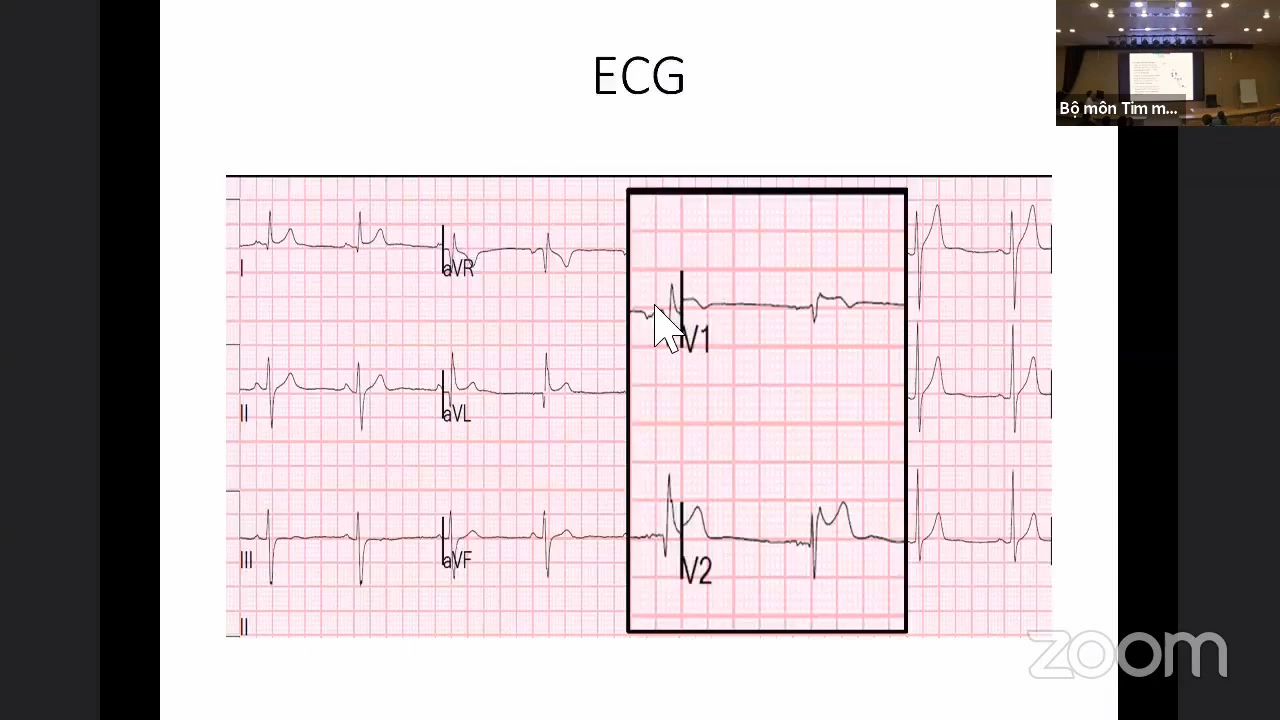 ECG
Bộ môn Tim m...
I
aVR
V1
II
aVL
V2
III
aVF
II
zoom